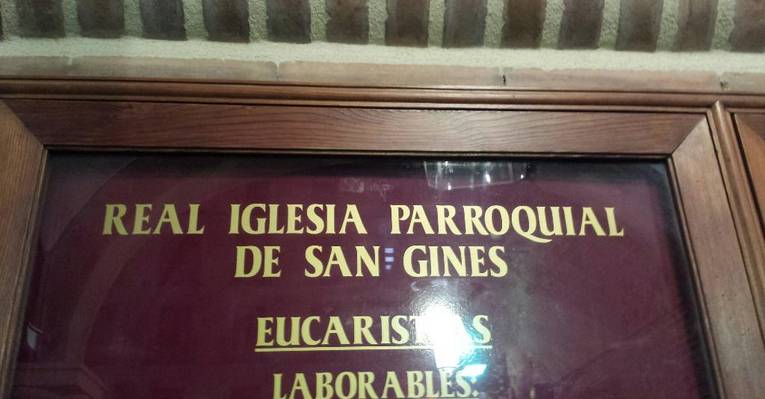 REAL IGLESIA PARROQUIAL
DE SAN GINES
EUCARISTIAS
LABORABLES: